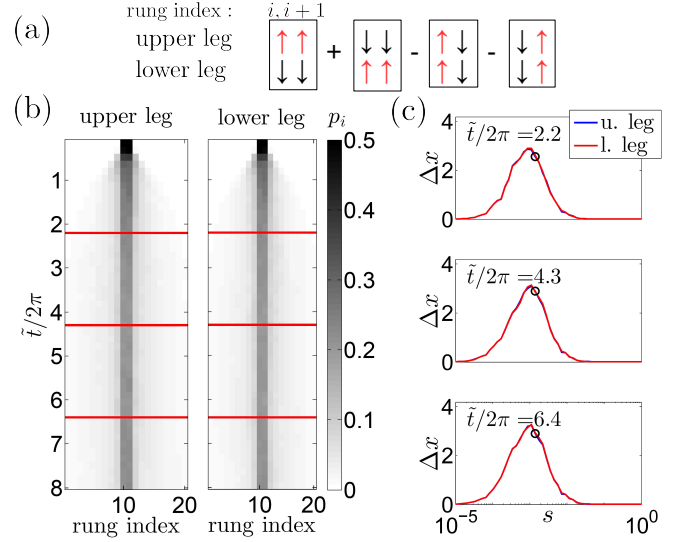 rung index : i, i + 1
(a)
upper leg
lower leg
↑ ↑ + ↓ ↓ - ↑ ↓ - ↓ ↑
↓ ↓ ↑ ↑ ↑ ↓ ↓ ↑
(b)
upper leg lower leg p_i
0.5
0.4
0.3
0.2
0.1
0
1
2
3
4
5
6
7
8
t̃/2π
10 20 10 20
rung index rung index
(c)
u. leg
l. leg
t̃/2π =2.2
4
2
0
Δx
t̃/2π =4.3
4
2
0
Δx
t̃/2π =6.4
4
2
0
Δx
10^-5 s 10^0